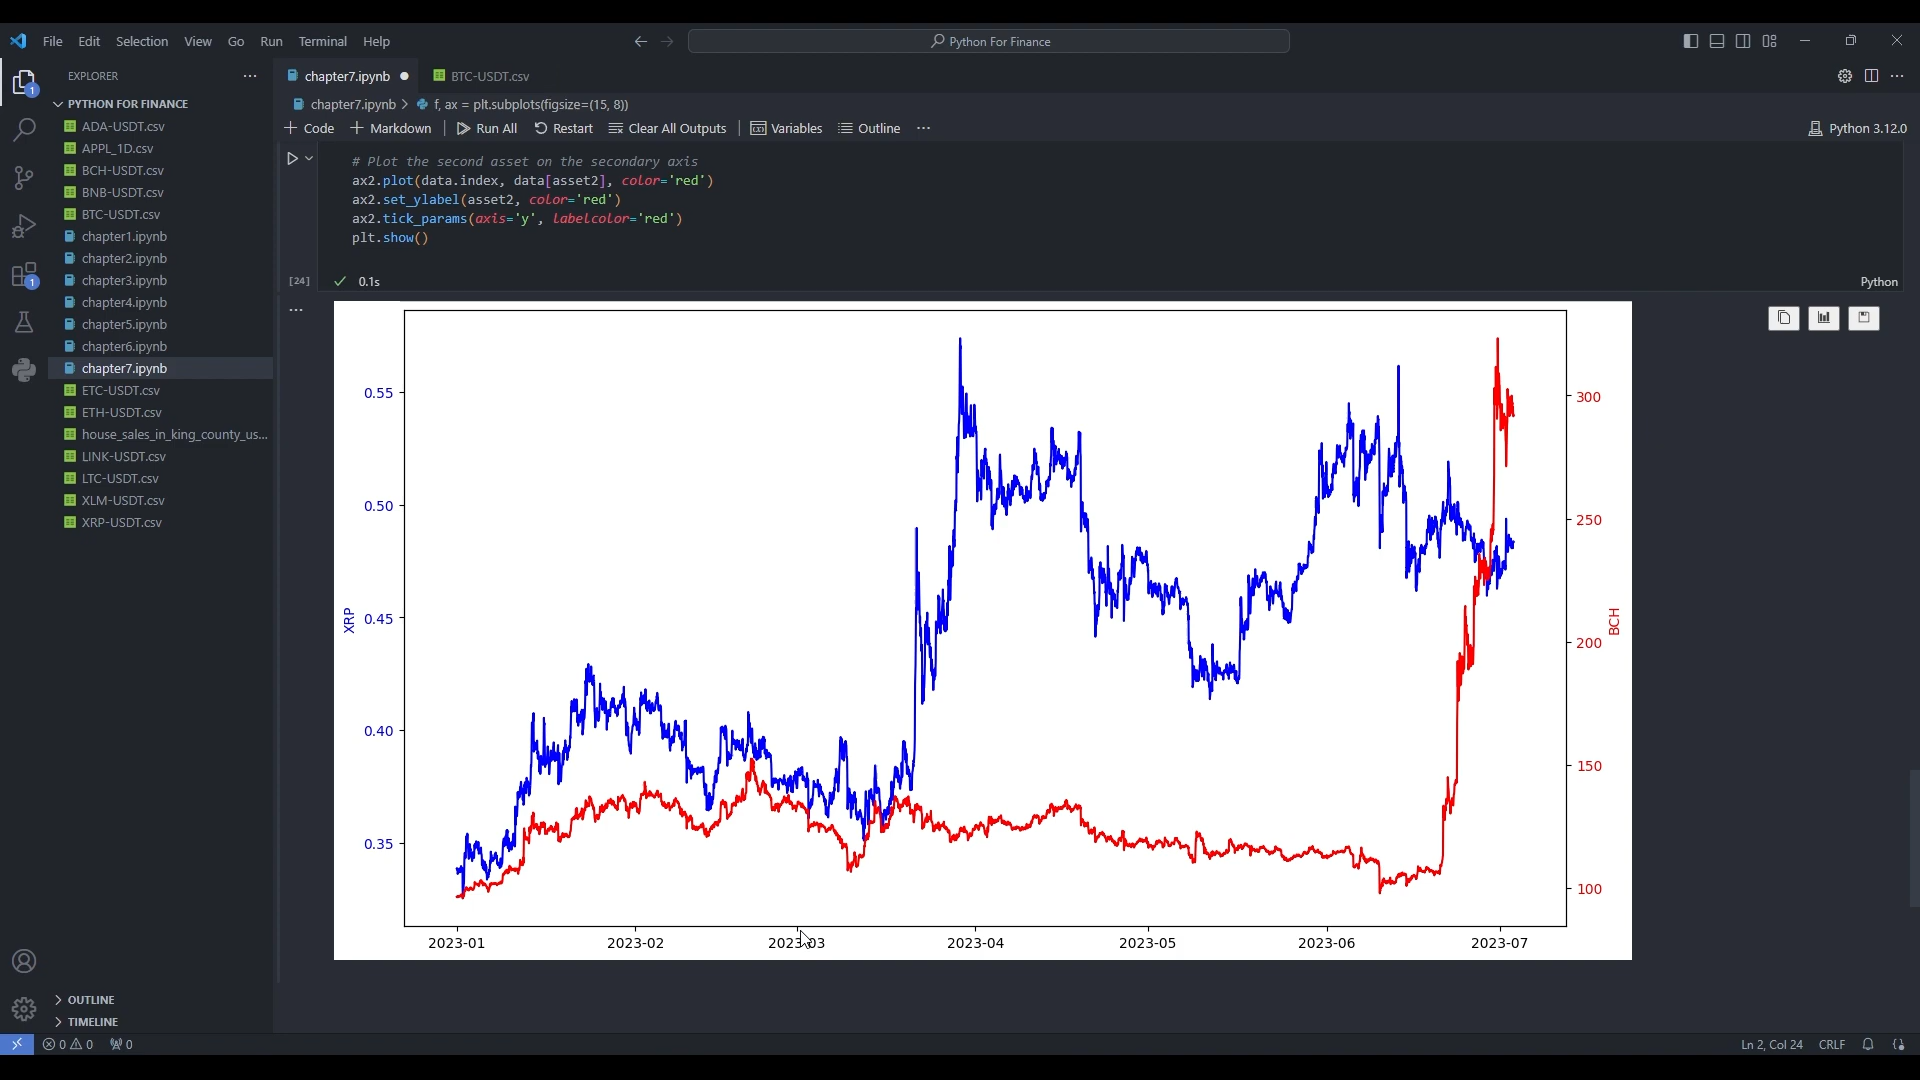 File Edit Selection View Go Run Terminal Help
Python For Finance
EXPLORER
chapter7.ipynb
BTC-USDT.csv
PYTHON FOR FINANCE
chapter7.ipynb > f, ax = plt.subplots(figsize=(15, 8))
Code Markdown Run All Restart Clear All Outputs Variables Outline ...
Python 3.12.0
ADA-USDT.csv
APPL_1D.csv
BCH-USDT.csv
BNB-USDT.csv
BTC-USDT.csv
chapter1.ipynb
chapter2.ipynb
chapter3.ipynb
chapter4.ipynb
chapter5.ipynb
chapter6.ipynb
chapter7.ipynb
ETC-USDT.csv
ETH-USDT.csv
house_sales_in_king_county_us...
LINK-USDT.csv
LTC-USDT.csv
XLM-USDT.csv
XRP-USDT.csv
# Plot the second asset on the secondary axis
ax2.plot(data.index, data[asset2], color='red')
ax2.set_ylabel(asset2, color='red')
ax2.tick_params(axis='y', labelcolor='red')
plt.show()
[24]
0.1s
Python
0.55
0.50
0.45
0.40
0.35
XRP
300
250
200
150
100
BCH
2023-01 2023-02 2023-03 2023-04 2023-05 2023-06 2023-07
OUTLINE
TIMELINE
0 0 0
Ln 2, Col 24 CRLF
1
1